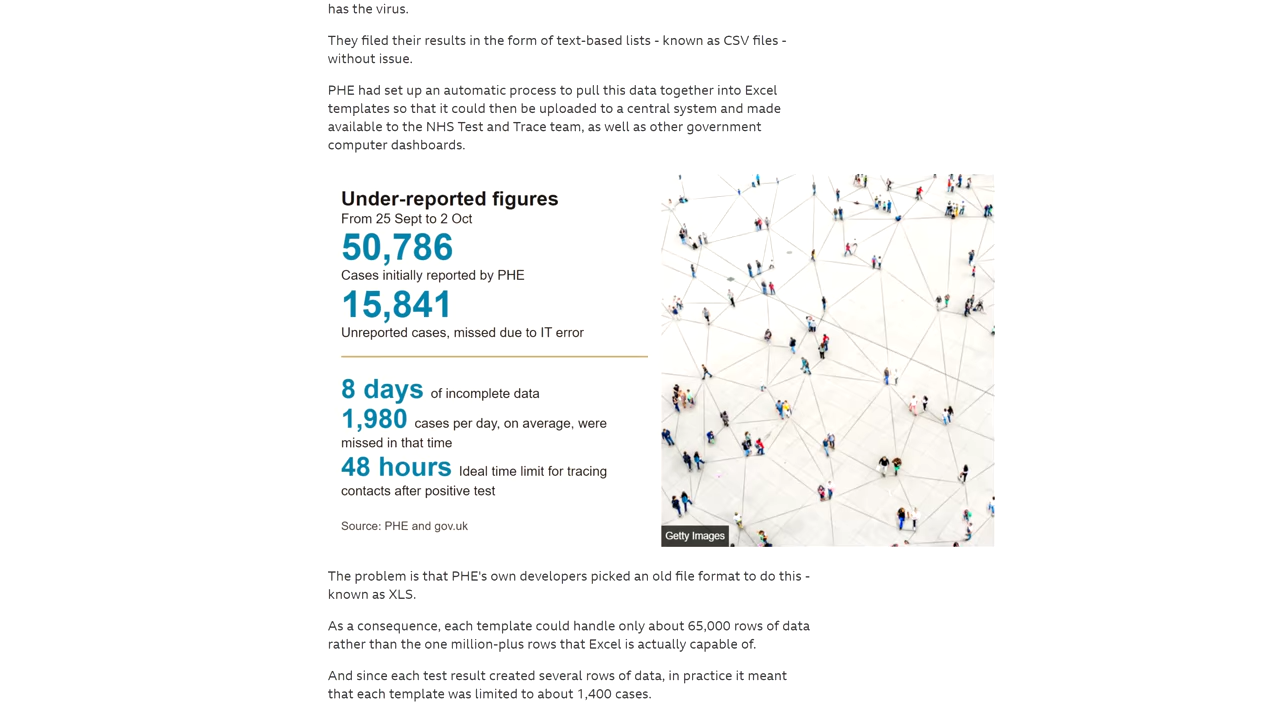 has the virus.
They filed their results in the form of text-based lists - known as CSV files -
without issue.
PHE had set up an automatic process to pull this data together into Excel
templates so that it could then be uploaded to a central system and made
available to the NHS Test and Trace team, as well as other government
computer dashboards.
Under-reported figures
From 25 Sept to 2 Oct
50,786
Cases initially reported by PHE
15,841
Unreported cases, missed due to IT error
8 days of incomplete data
1,980 cases per day, on average, were
missed in that time
48 hours Ideal time limit for tracing
contacts after positive test
Source: PHE and gov.uk
Getty Images
The problem is that PHE's own developers picked an old file format to do this -
known as XLS.
As a consequence, each template could handle only about 65,000 rows of data
rather than the one million-plus rows that Excel is actually capable of.
And since each test result created several rows of data, in practice it meant
that each template was limited to about 1,400 cases.